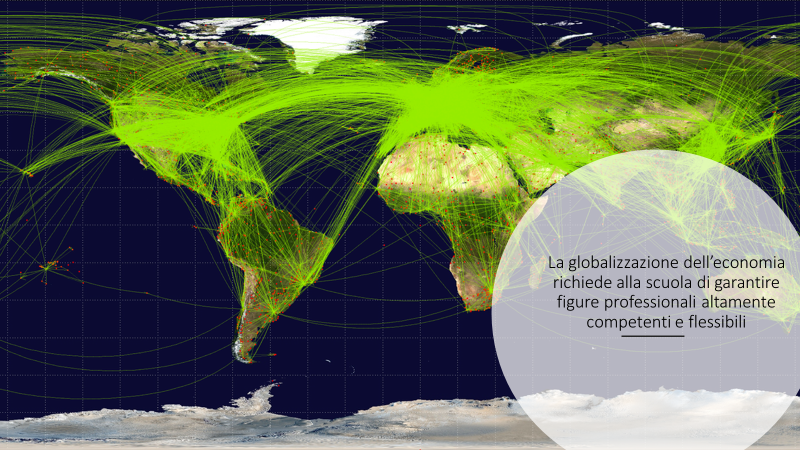 La globalizzazione dell’economia
richiede alla scuola di garantire
figure professionali altamente
competenti e flessibili